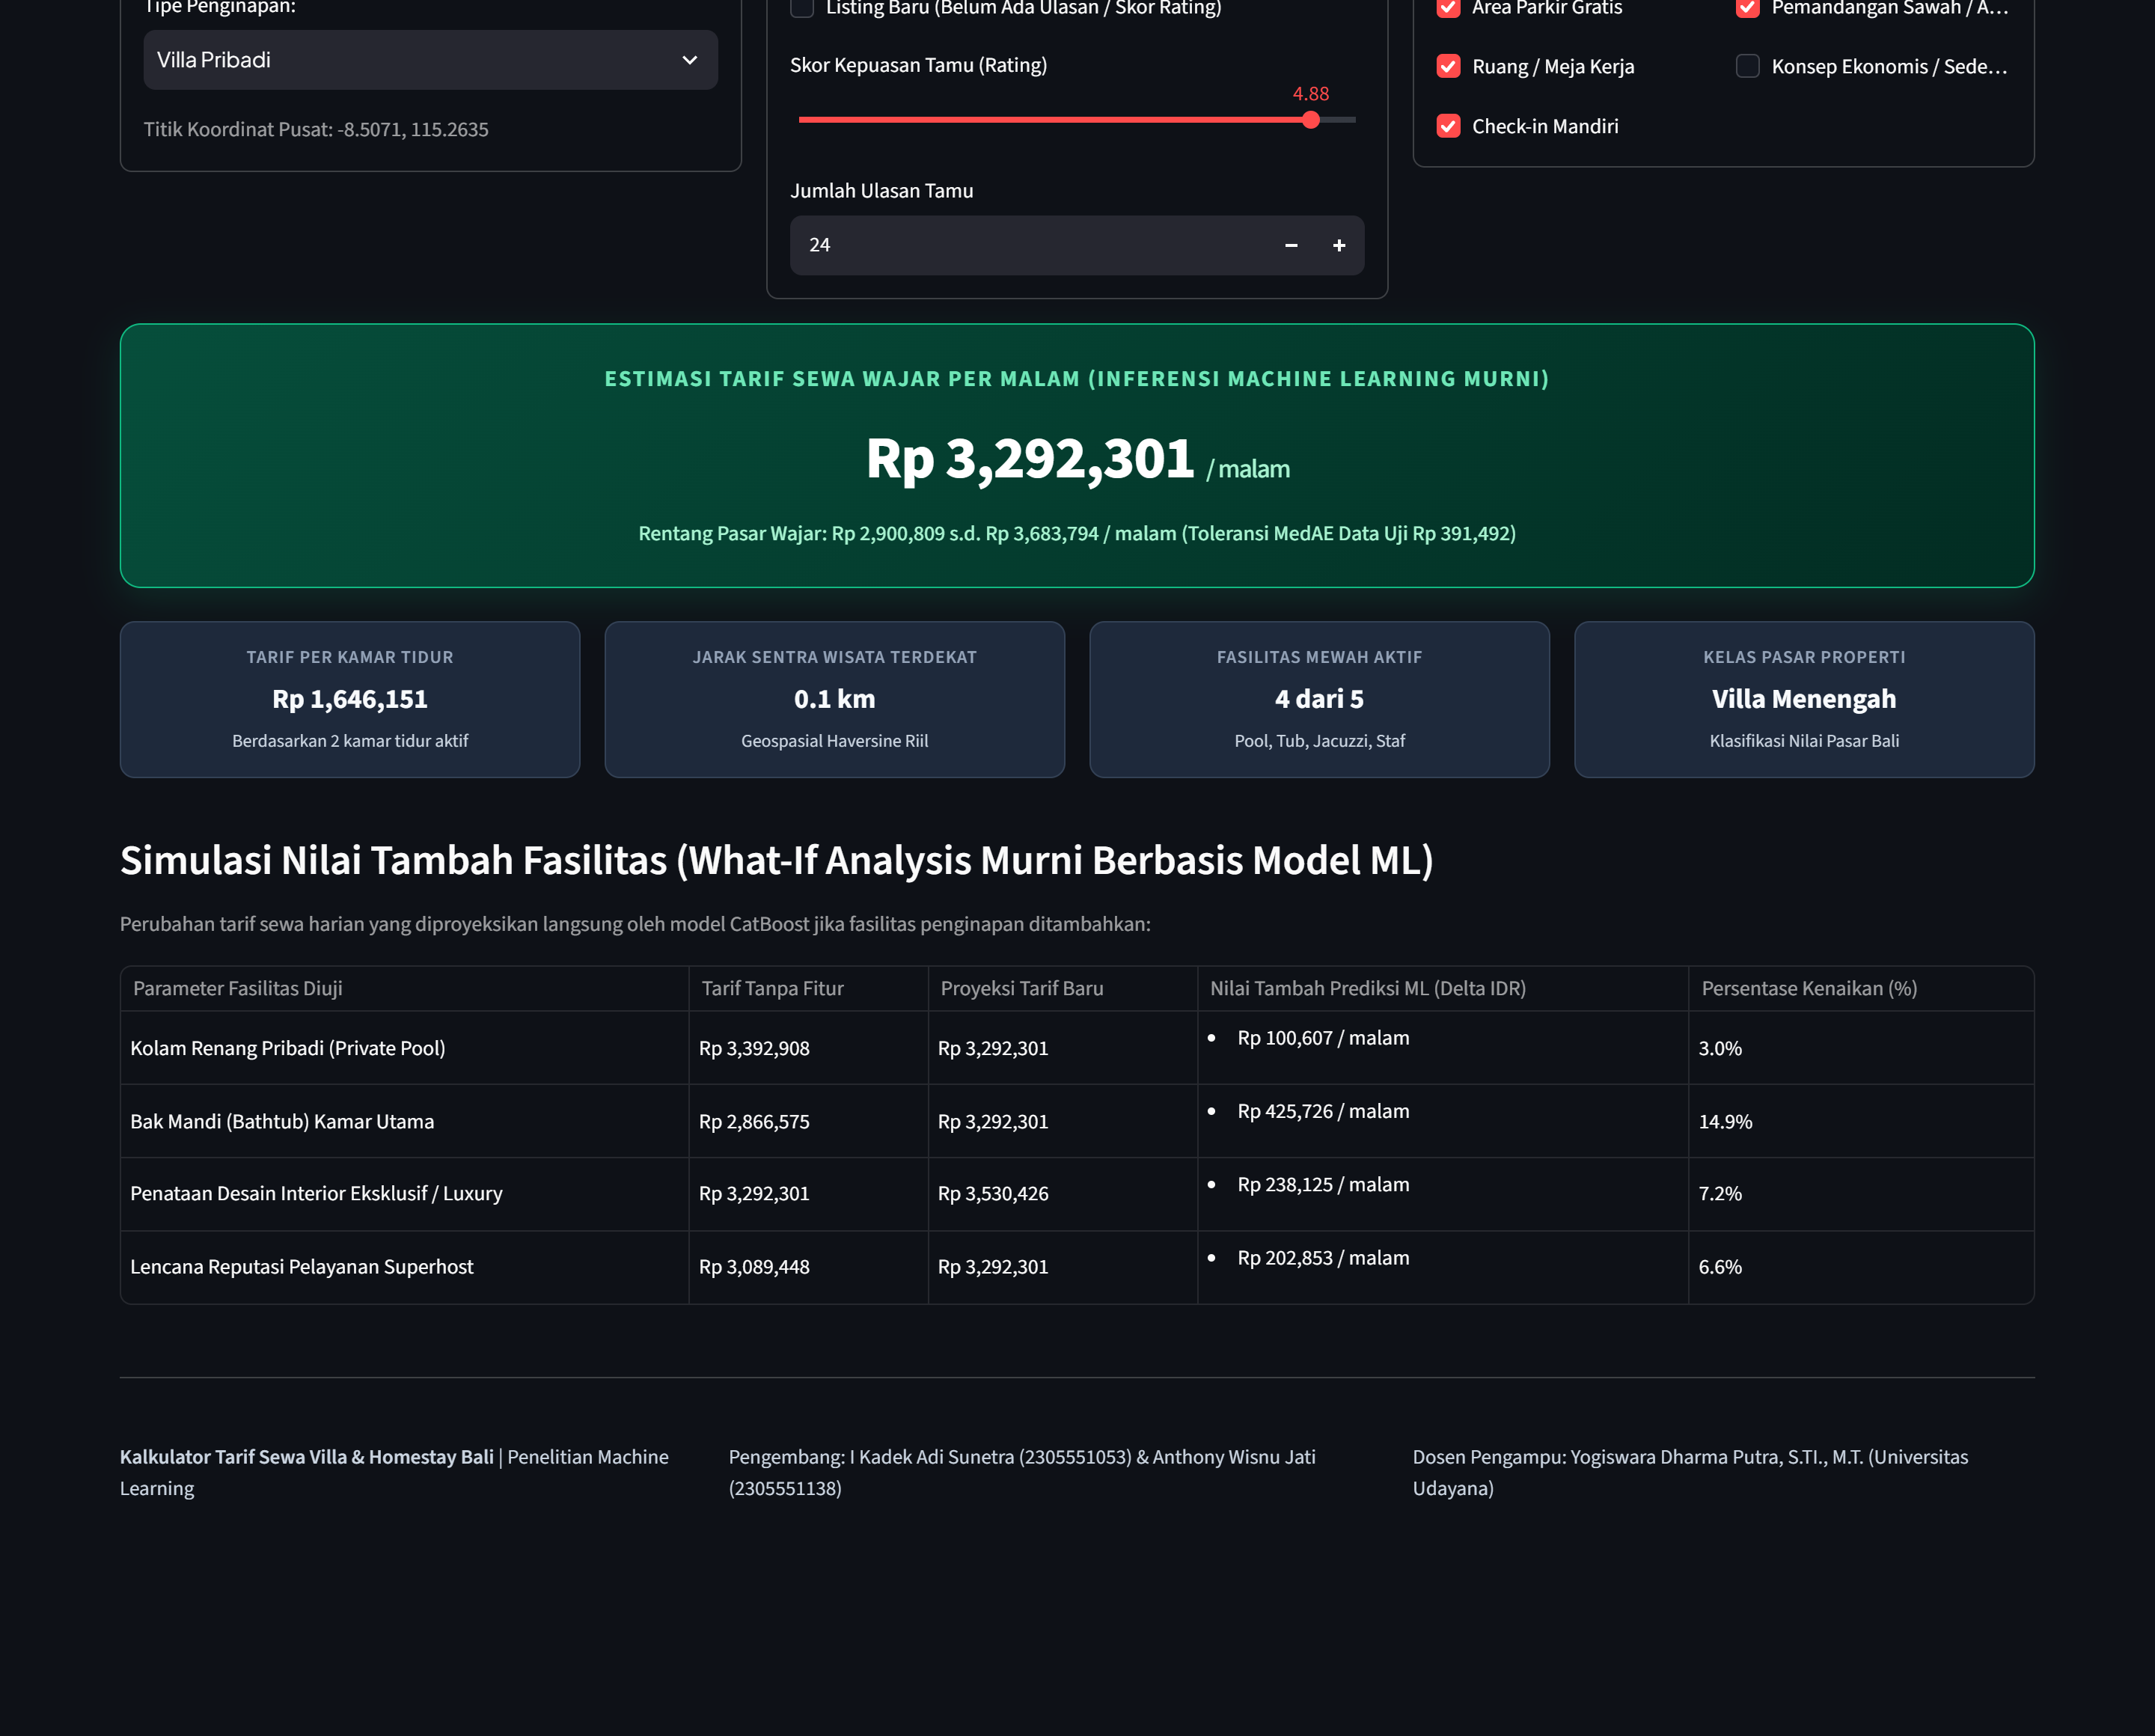 Tipe Penginapan:
Villa Pribadi
Titik Koordinat Pusat: -8.5071, 115.2635
Listing Baru (Belum Ada Ulasan / Skor Rating)
Skor Kepuasan Tamu (Rating)
4.88
Jumlah Ulasan Tamu
24
Area Parkir Gratis
Pemandangan Sawah / A...
Ruang / Meja Kerja
Konsep Ekonomis / Sede...
Check-in Mandiri
ESTIMASI TARIF SEWA WAJAR PER MALAM (INFERENSI MACHINE LEARNING MURNI)
Rp 3,292,301 / malam
Rentang Pasar Wajar: Rp 2,900,809 s.d. Rp 3,683,794 / malam (Toleransi MedAE Data Uji Rp 391,492)
TARIF PER KAMAR TIDUR
Rp 1,646,151
Berdasarkan 2 kamar tidur aktif
JARAK SENTRA WISATA TERDEKAT
0.1 km
Geospasial Haversine Riil
FASILITAS MEWAH AKTIF
4 dari 5
Pool, Tub, Jacuzzi, Staf
KELAS PASAR PROPERTI
Villa Menengah
Klasifikasi Nilai Pasar Bali
Simulasi Nilai Tambah Fasilitas (What-If Analysis Murni Berbasis Model ML)
Perubahan tarif sewa harian yang diproyeksikan langsung oleh model CatBoost jika fasilitas penginapan ditambahkan:
Parameter Fasilitas Diuji Tarif Tanpa Fitur Proyeksi Tarif Baru Nilai Tambah Prediksi ML (Delta IDR) Persentase Kenaikan (%)
Kolam Renang Pribadi (Private Pool) Rp 3,392,908 Rp 3,292,301 • Rp 100,607 / malam 3.0%
Bak Mandi (Bathtub) Kamar Utama Rp 2,866,575 Rp 3,292,301 • Rp 425,726 / malam 14.9%
Penataan Desain Interior Eksklusif / Luxury Rp 3,292,301 Rp 3,530,426 • Rp 238,125 / malam 7.2%
Lencana Reputasi Pelayanan Superhost Rp 3,089,448 Rp 3,292,301 • Rp 202,853 / malam 6.6%
Kalkulator Tarif Sewa Villa & Homestay Bali | Penelitian Machine
Learning
Pengembang: I Kadek Adi Sunetra (2305551053) & Anthony Wisnu Jati
(2305551138)
Dosen Pengampu: Yogiswara Dharma Putra, S.TI., M.T. (Universitas
Udayana)